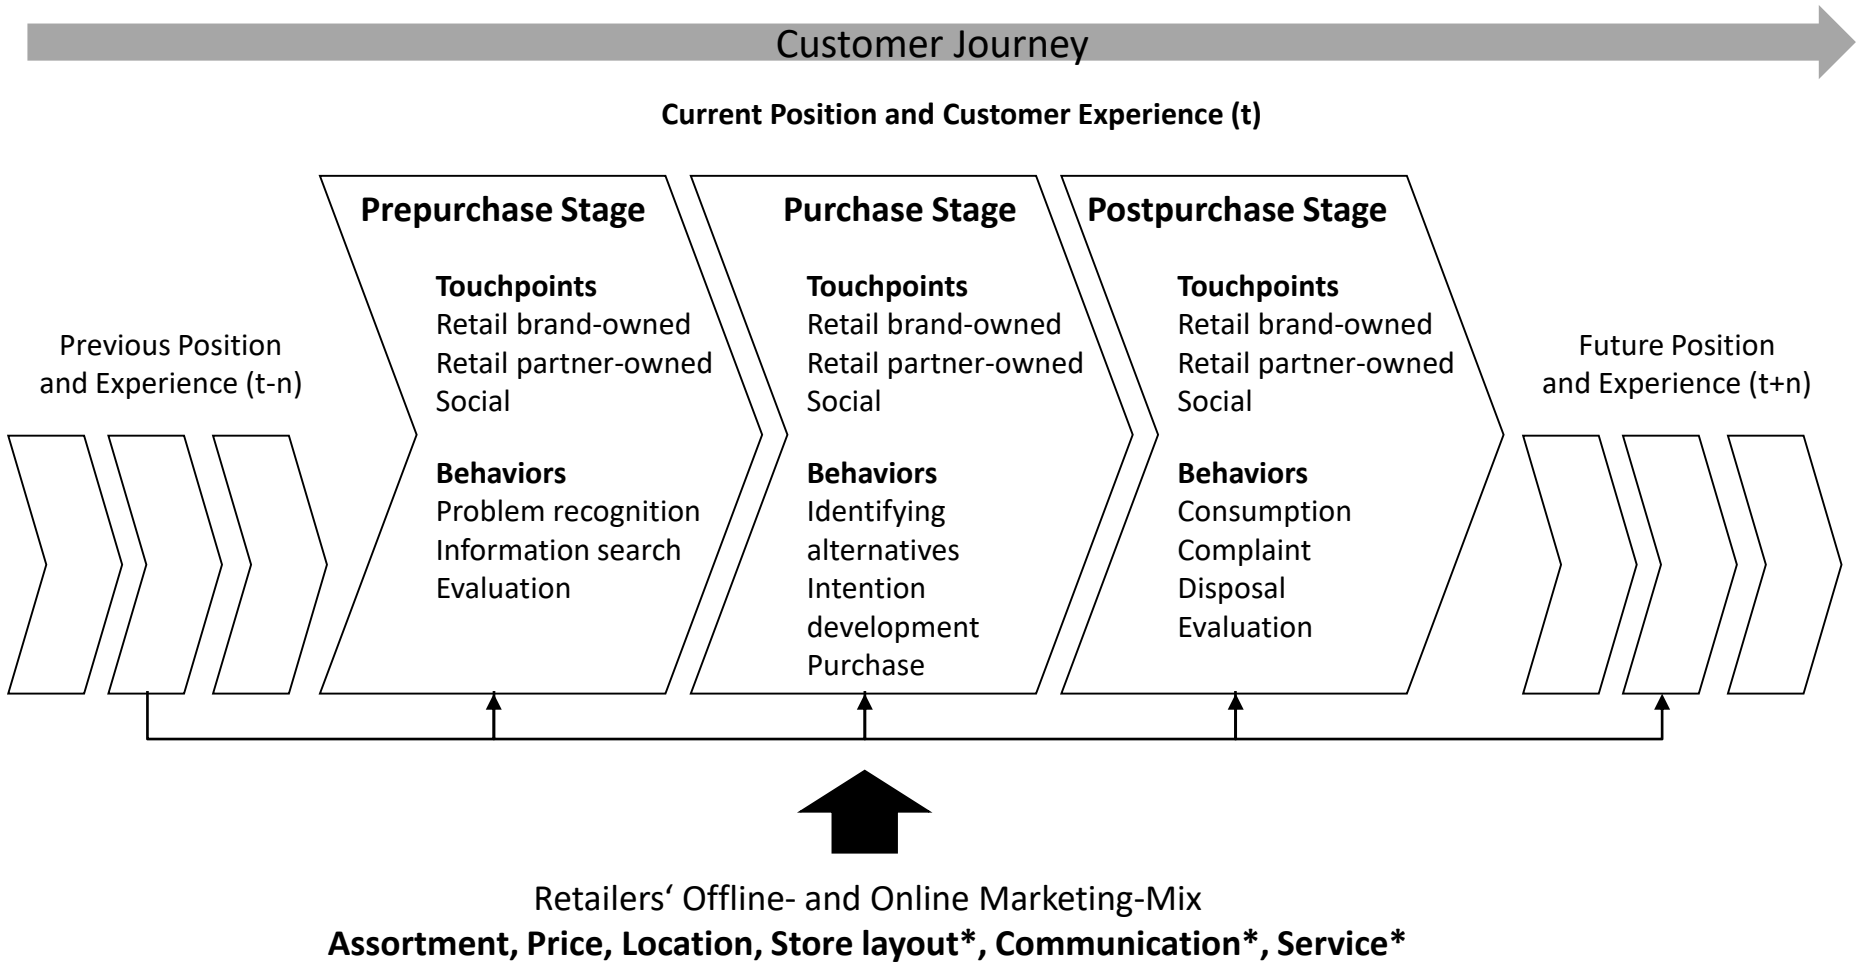 Customer Journey
Current Position and Customer Experience (t)
Previous Position
and Experience (t-n)
Prepurchase Stage
Touchpoints
Retail brand-owned
Retail partner-owned
Social
Behaviors
Problem recognition
Information search
Evaluation
Purchase Stage
Touchpoints
Retail brand-owned
Retail partner-owned
Social
Behaviors
Identifying
alternatives
Intention
development
Purchase
Postpurchase Stage
Touchpoints
Retail brand-owned
Retail partner-owned
Social
Behaviors
Consumption
Complaint
Disposal
Evaluation
Future Position
and Experience (t+n)
Retailers‘ Offline- and Online Marketing-Mix
Assortment, Price, Location, Store layout*, Communication*, Service*